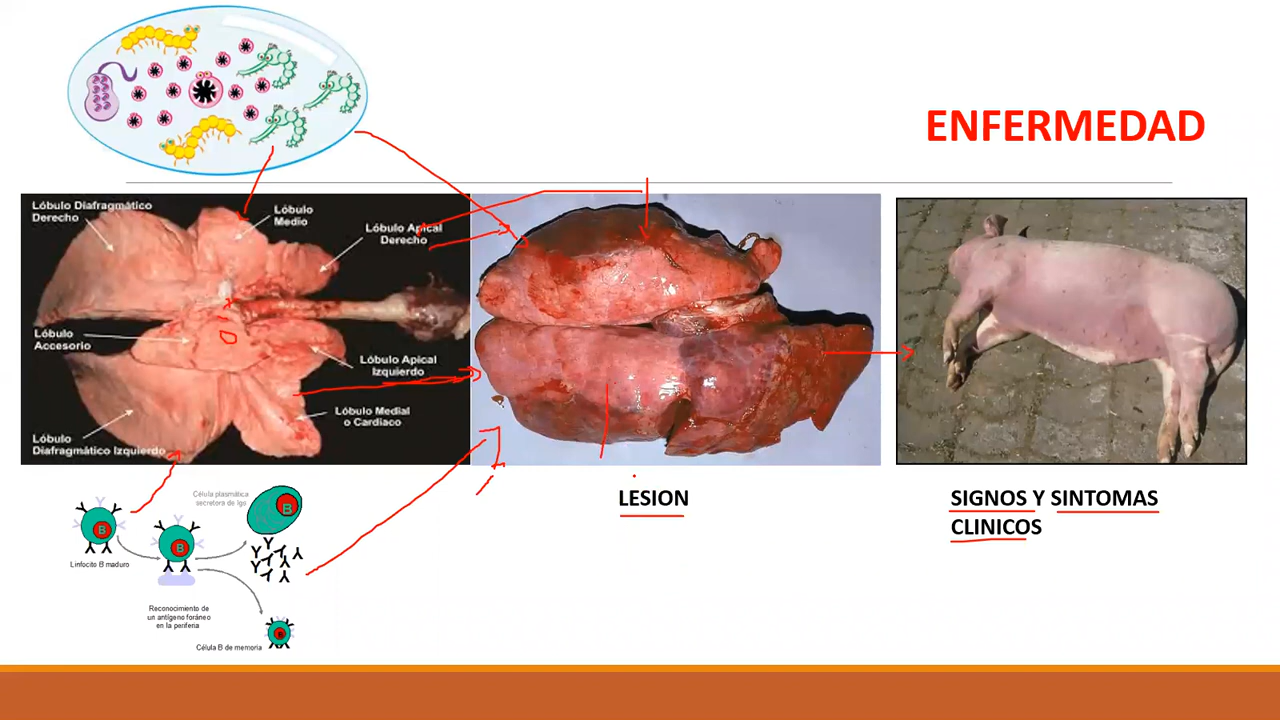 ENFERMEDAD
Lóbulo Diafragmático
Derecho
Lóbulo
Medio
Lóbulo Apical
Derecho
Lóbulo
Accesorio
Lóbulo Apical
Izquierdo
Lóbulo Medial
o Cardiaco
Lóbulo
Diafragmático Izquierdo
LESION
SIGNOS Y SINTOMAS
CLINICOS
Célula plasmática
secretora de Igs
B
B
B
Linfocito B maduro
Reconocimiento de
un antígeno foráneo
en la periferia
B
Célula B de memoria